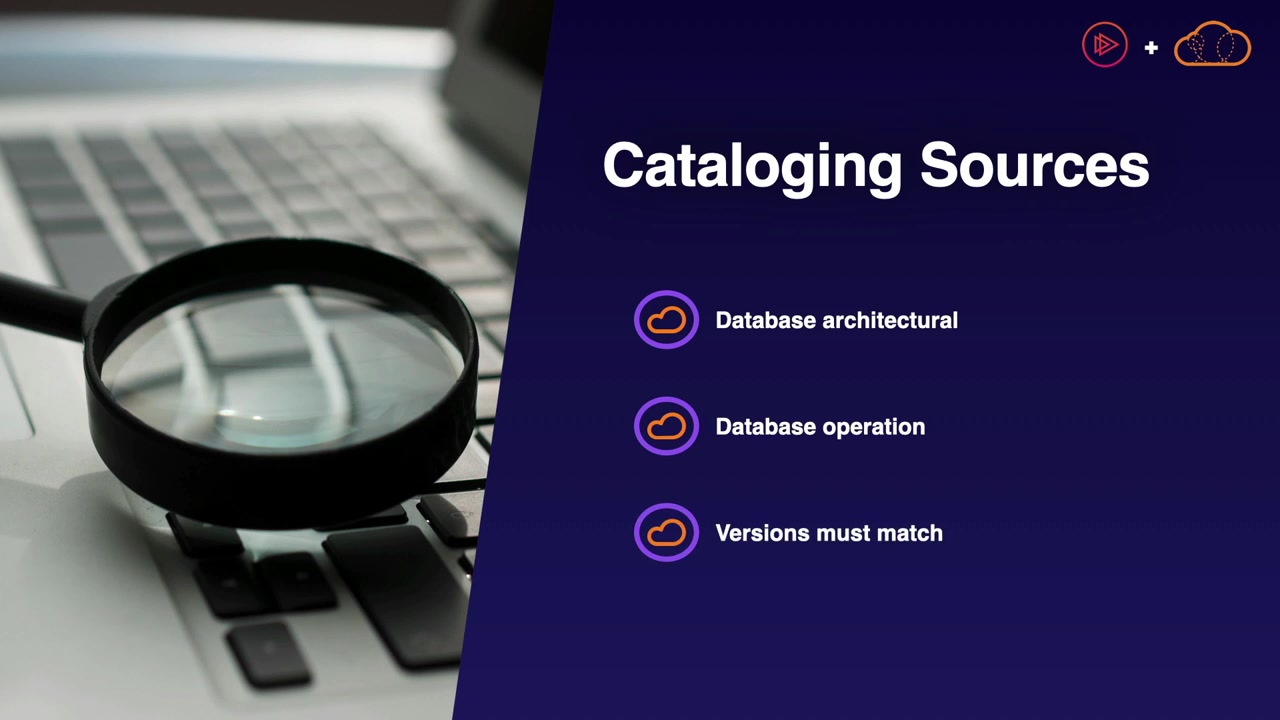 +
Cataloging Sources
Database architectural
Database operation
Versions must match